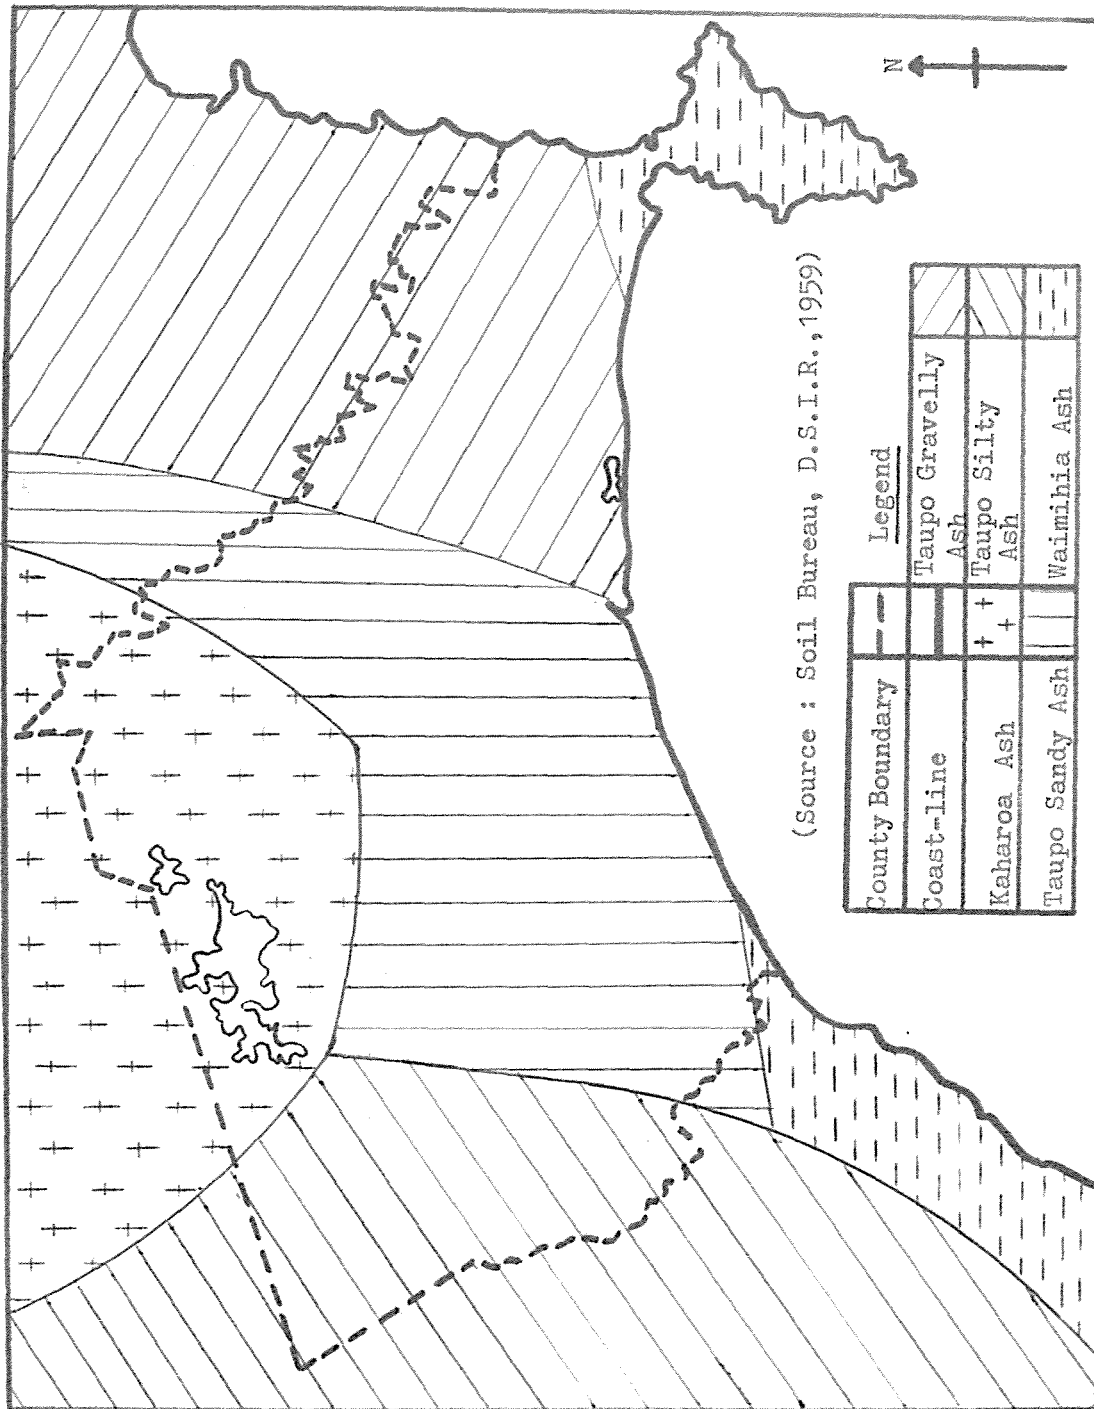 N
(Source : Soil Bureau, D.S.I.R.,1959)
Legend
County Boundary
Coast-line
Kaharoa Ash
Taupo Sandy Ash
Taupo Gravelly
Ash
Taupo Silty
Ash
Waimihia Ash